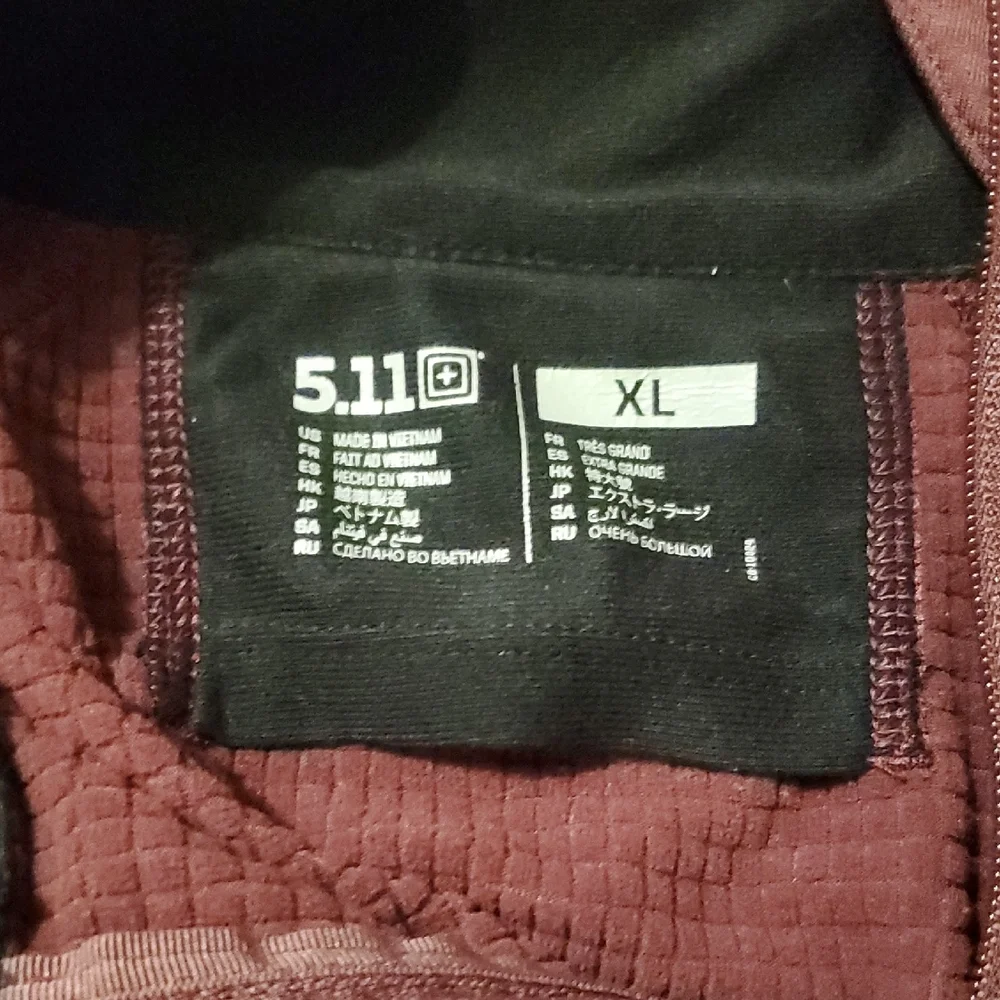 5.11
US MADE IN VIETNAM
FR FAIT AU VIETNAM
ES HECHO EN VIETNAM
HK 越南製造
JP ベトナム製
SA صنع في فيتنام
RU СДЕЛАНО ВО ВЬЕТНАМЕ
XL
FR TRÈS GRAND
ES EXTRA GRANDE
HK 特大號
JP エクストラ・ラージ
SA
RU ОЧЕНЬ БОЛЬШОЙ